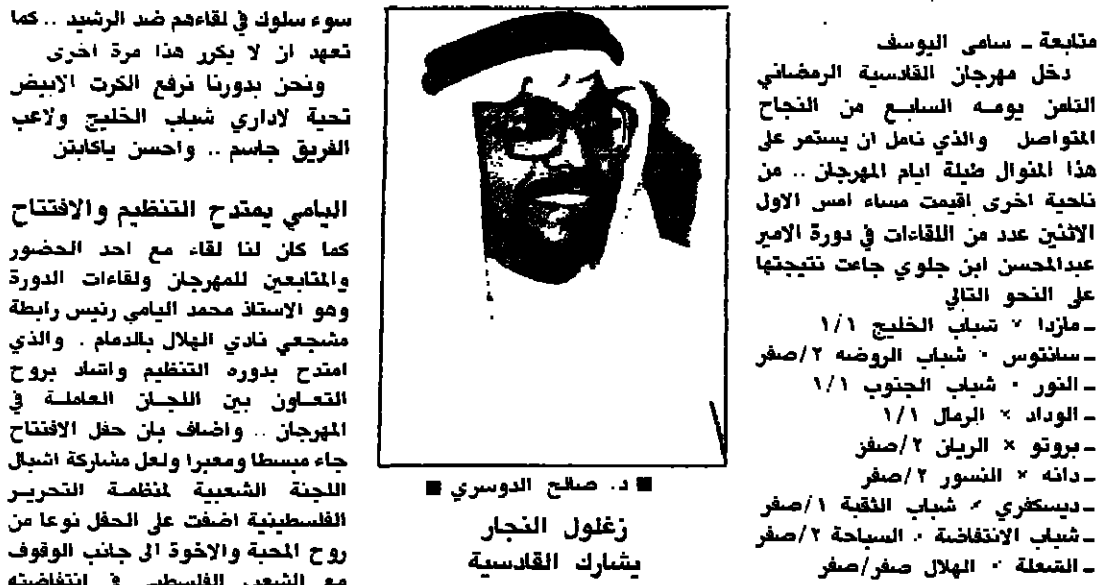 متابعة ـ سامى اليوسف
دخل مهرجان القادسية الرمضاني
الثامن يومه السابع من النجاح
المتواصل والذي نامل ان يستمر على
هذا المنوال طيلة ايام المهرجان .. من
ناحية اخرى اقيمت مساء امس الاول
الاثنين عدد من اللقاءات في دورة الامير
عبدالمحسن ابن جلوي جاءت نتيجتها
على النحو التالي
ـ مازدا × شباب الخليج ١/١
ـ سانتوس × شباب الروضه ٢/صفر
ـ النور × شباب الجنوب ١/١
ـ الوداد × الرمال ١/١
ـ بروتو × الريان ٢/صفر
ـ دانه × النسور ٢/صفر
ـ ديسكفري × شباب الثقبة ١/صفر
ـ شباب الانتفاضة × السياحة ٢/صفر
ـ الشعلة × الهلال صفر/صفر
■ د. صالح الدوسري ■
زغلول النجار
يشارك القادسية
سوء سلوك في لقاءهم ضد الرشيد .. كما
تعهد ان لا يكرر هذا مرة اخرى
ونحن بدورنا نرفع الكرت الابيض
تحية لاداري شباب الخليج ولاعب
الفريق جاسم .. واحسن ياكابتن
اليامي يمتدح التنظيم والافتتاح
كما كان لنا لقاء مع احد الحضور
والمتابعين للمهرجان ولقاءات الدورة
وهو الاستاذ محمد اليامي رئيس رابطة
مشجعي نادي الهلال بالدمام . والذي
امتدح بدوره التنظيم واشاد بروح
التعاون بين اللجان العاملة في
المهرجان .. واضاف بان حفل الافتتاح
جاء مبسطا ومعبرا ولعل مشاركة اشبال
اللجنة الشعبية لمنظمة التحرير
الفلسطينية اضفت على الحفل نوعا من
روح المحبة والاخوة الى جانب الوقوف
مع الشعب الفلسطيني في انتفاضته